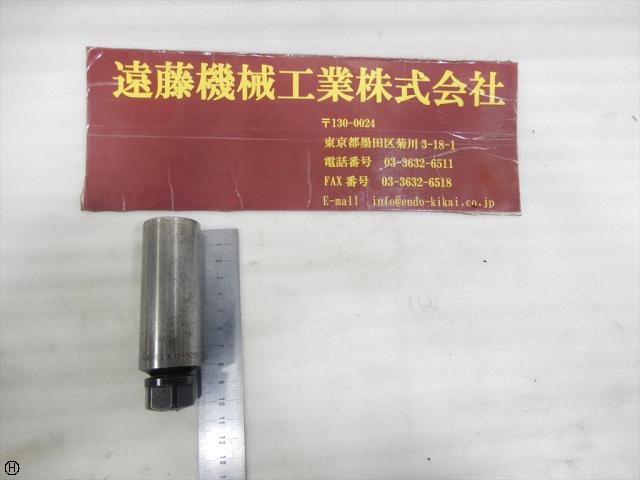 遠藤機械工業株式会社
〒130-0024
東京都墨田区菊川 3-18-1
電話番号 03-3632-6511
FAX 番号 03-3632-6518
E-mail info@endo-kikai.co.jp
H